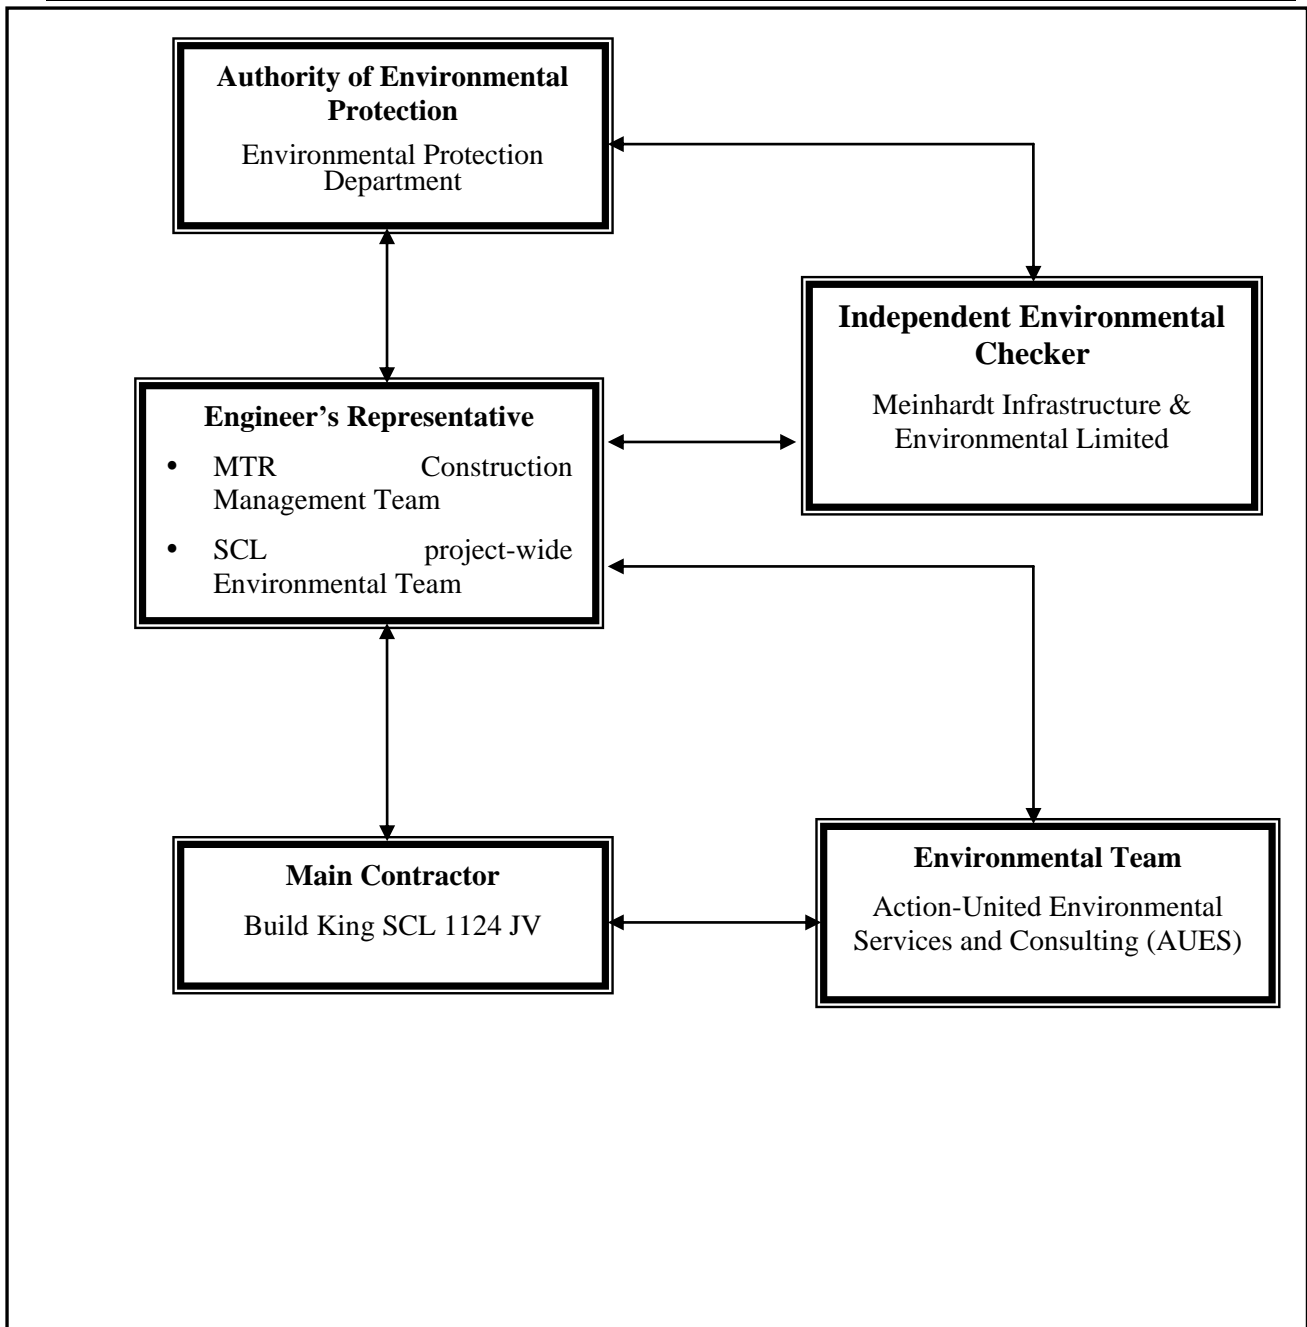 Authority of Environmental
Protection
Environmental Protection
Department
Independent Environmental
Checker
Meinhardt Infrastructure &
Environmental Limited
Engineer’s Representative
• MTR Construction
Management Team
• SCL project-wide
Environmental Team
Main Contractor
Build King SCL 1124 JV
Environmental Team
Action-United Environmental
Services and Consulting (AUES)